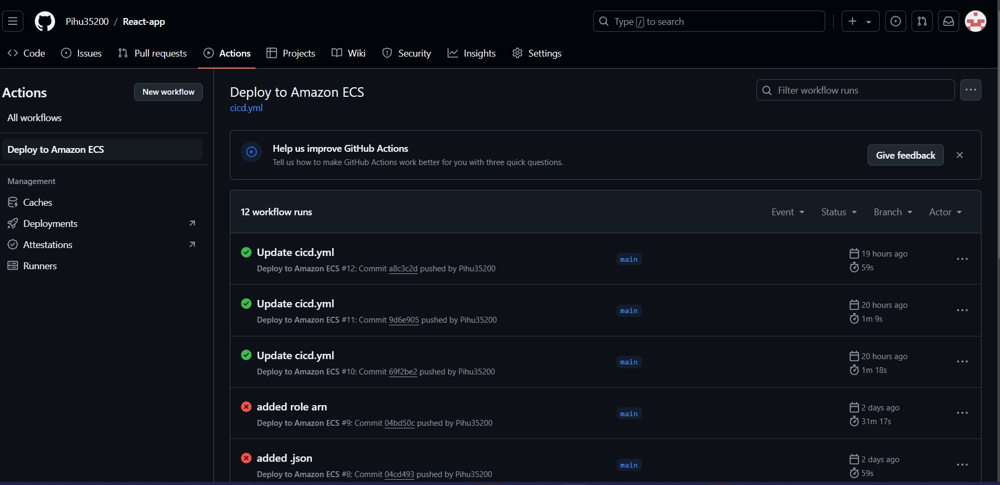 Pihu35200 / React-app
Type / to search
Code
Issues
Pull requests
Actions
Projects
Wiki
Security
Insights
Settings
Actions
New workflow
All workflows
Deploy to Amazon ECS
Management
Caches
Deployments
Attestations
Runners
Deploy to Amazon ECS
cicd.yml
Filter workflow runs
Help us improve GitHub Actions
Tell us how to make GitHub Actions work better for you with three quick questions.
Give feedback
12 workflow runs
Event
Status
Branch
Actor
Update cicd.yml
Deploy to Amazon ECS #12: Commit a8c3c2d pushed by Pihu35200
main
19 hours ago
59s
Update cicd.yml
Deploy to Amazon ECS #11: Commit 9d6e905 pushed by Pihu35200
main
20 hours ago
1m 9s
Update cicd.yml
Deploy to Amazon ECS #10: Commit 69f2be2 pushed by Pihu35200
main
20 hours ago
1m 18s
added role arn
Deploy to Amazon ECS #9: Commit 04bd50c pushed by Pihu35200
main
2 days ago
31m 17s
added .json
Deploy to Amazon ECS #8: Commit 04cd493 pushed by Pihu35200
main
2 days ago
59s